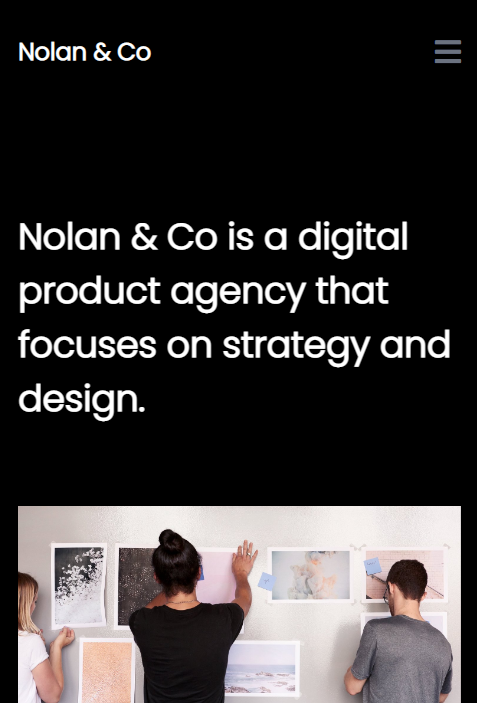 Nolan & Co
Nolan & Co is a digital
product agency that
focuses on strategy and
design.